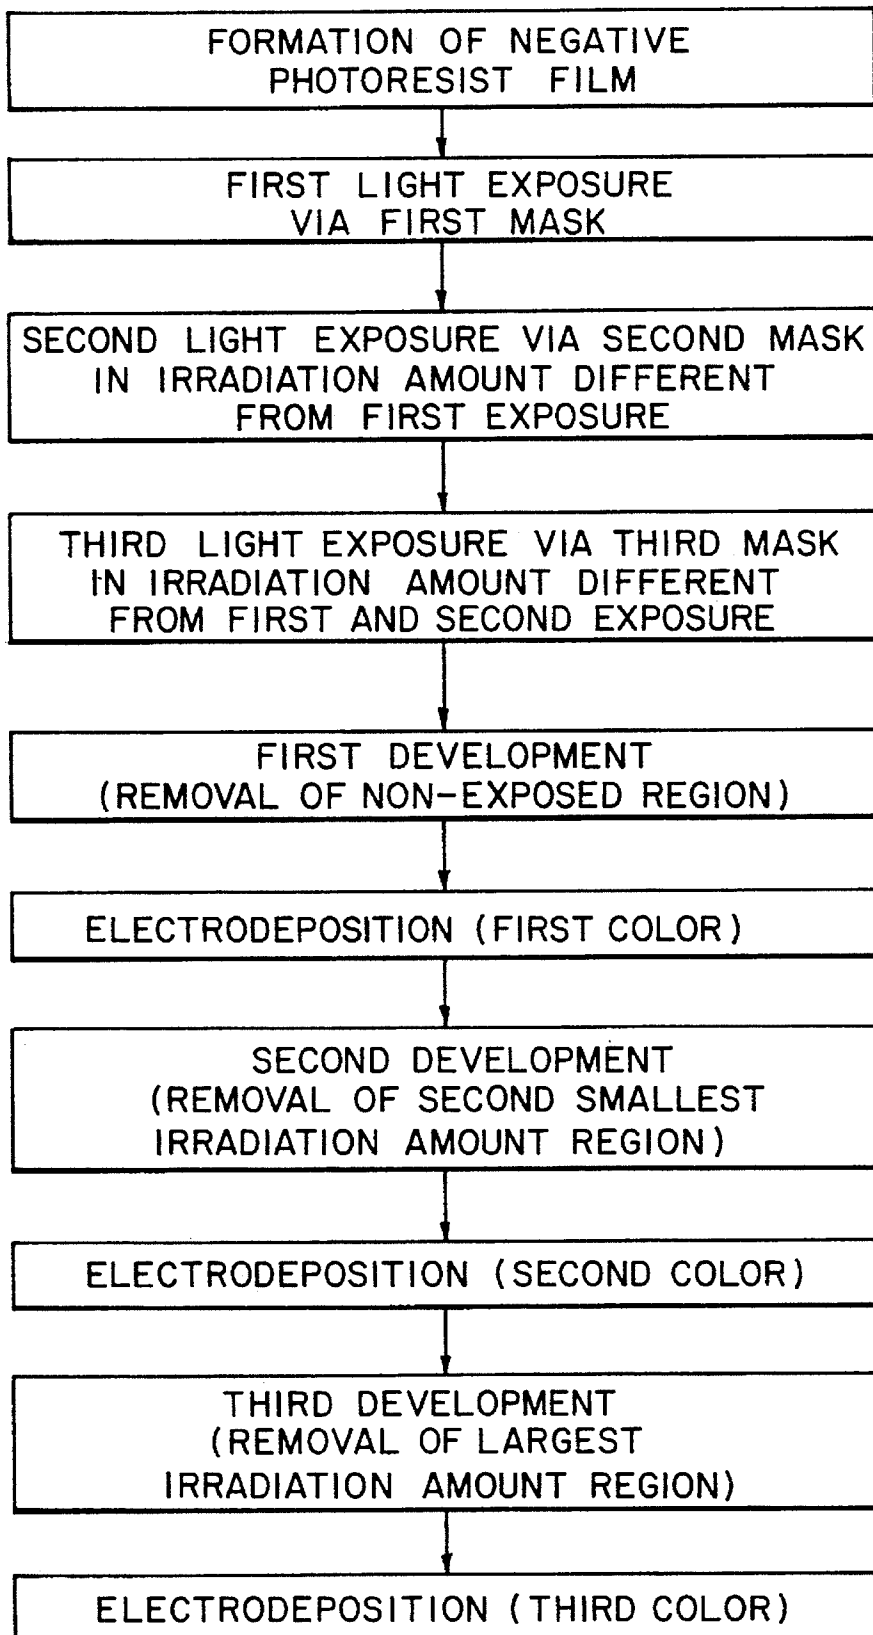 FORMATION OF NEGATIVE
PHOTORESIST FILM
FIRST LIGHT EXPOSURE
VIA FIRST MASK
SECOND LIGHT EXPOSURE VIA SECOND MASK
IN IRRADIATION AMOUNT DIFFERENT
FROM FIRST EXPOSURE
THIRD LIGHT EXPOSURE VIA THIRD MASK
IN IRRADIATION AMOUNT DIFFERENT
FROM FIRST AND SECOND EXPOSURE
FIRST DEVELOPMENT
(REMOVAL OF NON-EXPOSED REGION)
ELECTRODEPOSITION (FIRST COLOR)
SECOND DEVELOPMENT
(REMOVAL OF SECOND SMALLEST
IRRADIATION AMOUNT REGION)
ELECTRODEPOSITION (SECOND COLOR)
THIRD DEVELOPMENT
(REMOVAL OF LARGEST
IRRADIATION AMOUNT REGION)
ELECTRODEPOSITION (THIRD COLOR)